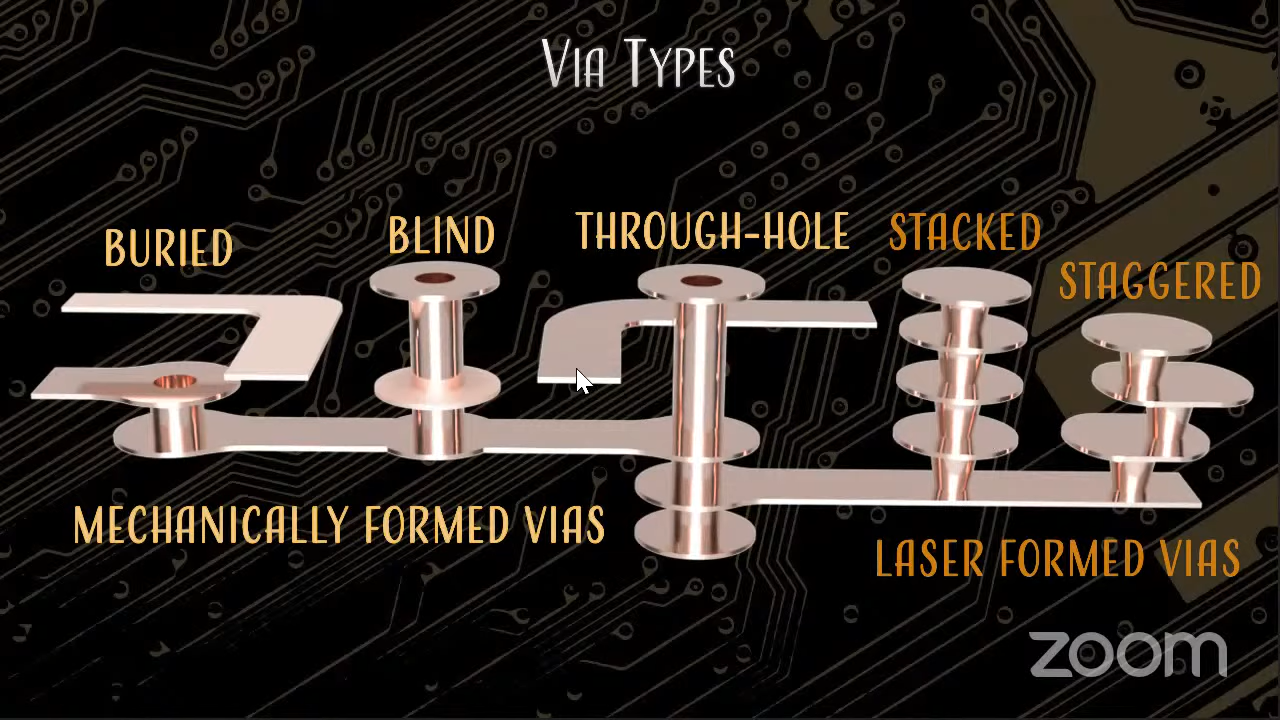 VIA TYPES
BURIED
BLIND
THROUGH-HOLE
STACKED
STAGGERED
MECHANICALLY FORMED VIAS
LASER FORMED VIAS
zoom